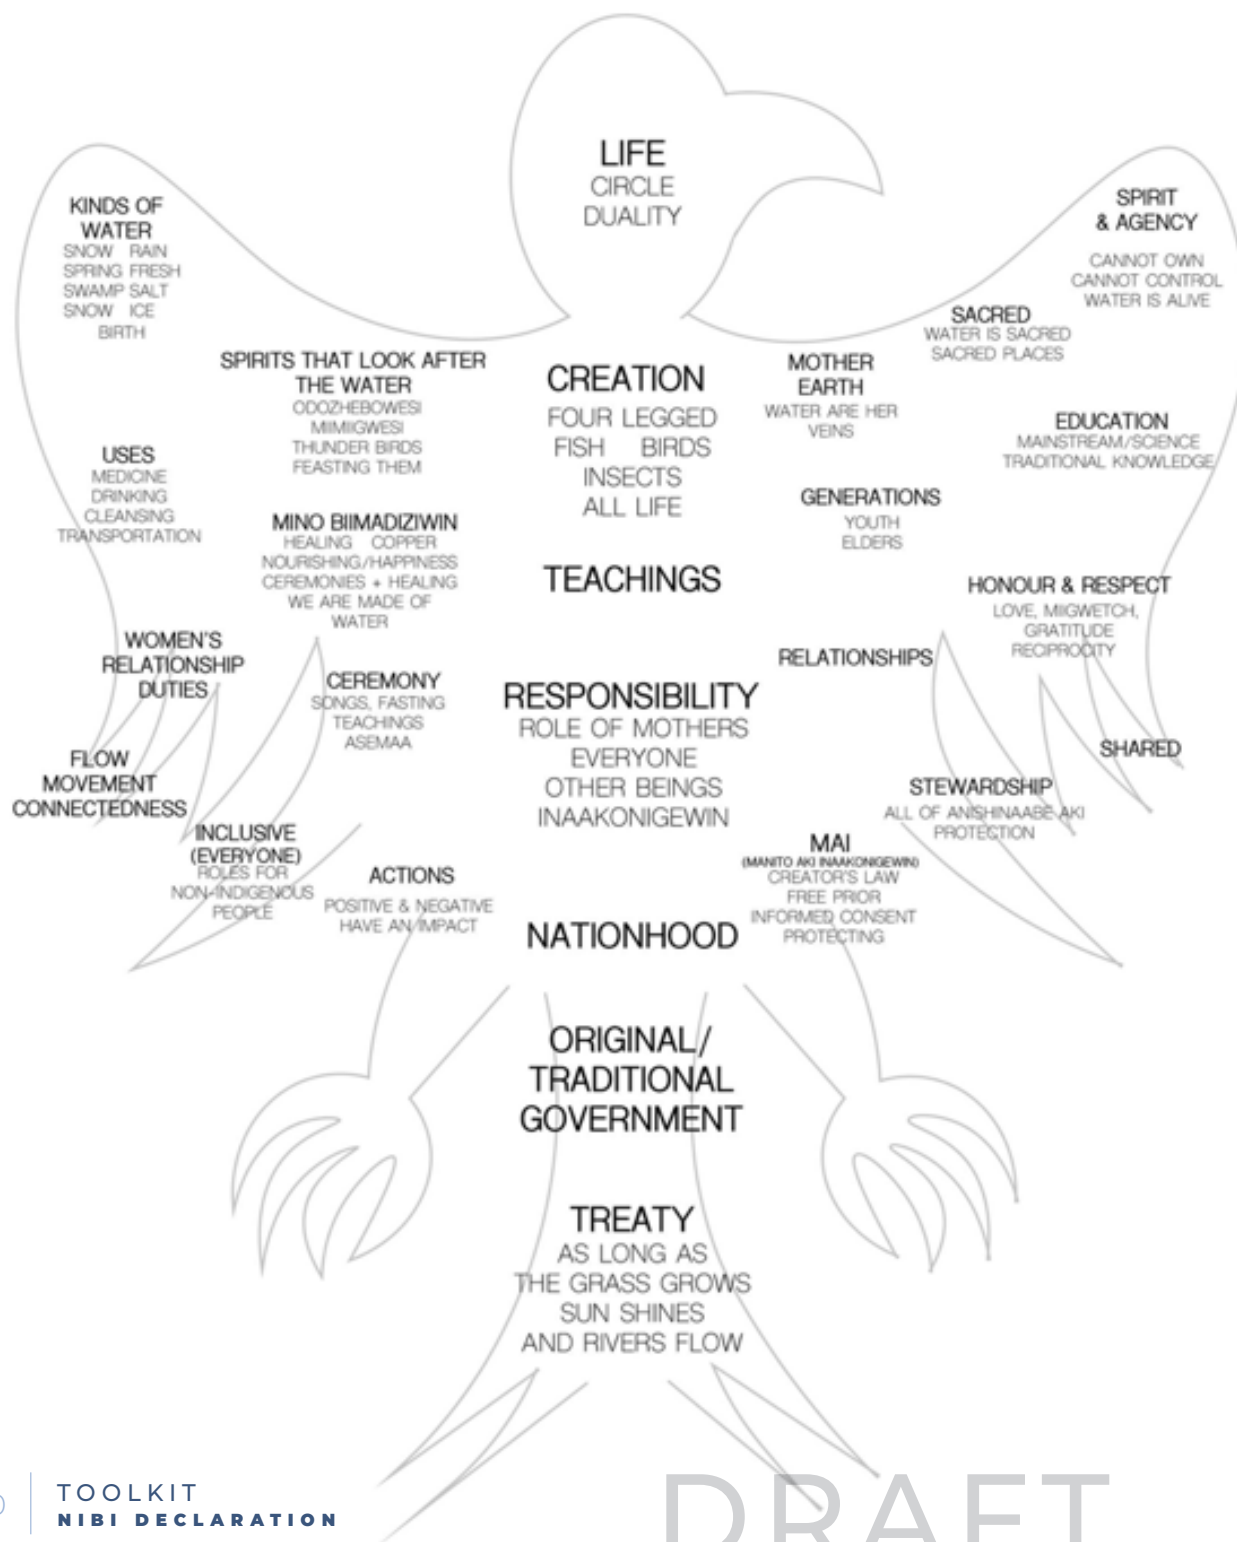 LIFE
CIRCLE
DUALITY
KINDS OF
WATER
SNOW RAIN
SPRING FRESH
SWAMP SALT
SNOW ICE
BIRTH
SPIRIT
& AGENCY
CANNOT OWN
CANNOT CONTROL
WATER IS ALIVE
SACRED
WATER IS SACRED
SACRED PLACES
SPIRITS THAT LOOK AFTER
THE WATER
ODOZHEBOWESI
MIIMIIGWESI
THUNDER BIRDS
FEASTING THEM
CREATION
FOUR LEGGED
FISH BIRDS
INSECTS
ALL LIFE
MOTHER
EARTH
WATER ARE HER
VEINS
EDUCATION
MAINSTREAM/SCIENCE
TRADITIONAL KNOWLEDGE
USES
MEDICINE
DRINKING
CLEANSING
TRANSPORTATION
MINO BIIMADIZIWIN
HEALING COPPER
NOURISHING/HAPPINESS
CEREMONIES + HEALING
WE ARE MADE OF
WATER
GENERATIONS
YOUTH
ELDERS
TEACHINGS
HONOUR & RESPECT
LOVE, MIIGWETCH,
GRATITUDE
RECIPROCITY
WOMEN'S
RELATIONSHIP
DUTIES
CEREMONY
SONGS, FASTING
TEACHINGS
ASEMAA
RESPONSIBILITY
ROLE OF MOTHERS
EVERYONE
OTHER BEINGS
INAAKONIGEWIN
RELATIONSHIPS
SHARED
FLOW
MOVEMENT
CONNECTEDNESS
STEWARDSHIP
ALL OF ANISHINAABE AKI
PROTECTION
INCLUSIVE
(EVERYONE)
ROLES FOR
NON-INDIGENOUS
PEOPLE
ACTIONS
POSITIVE & NEGATIVE
HAVE AN IMPACT
MAI
(MANITO AKI INAAKONIGEWIN)
CREATOR'S LAW
FREE PRIOR
INFORMED CONSENT
PROTECTING
NATIONHOOD
ORIGINAL/
TRADITIONAL
GOVERNMENT
TREATY
AS LONG AS
THE GRASS GROWS
SUN SHINES
AND RIVERS FLOW
TOOLKIT
NIBI DECLARATION
DRAFT